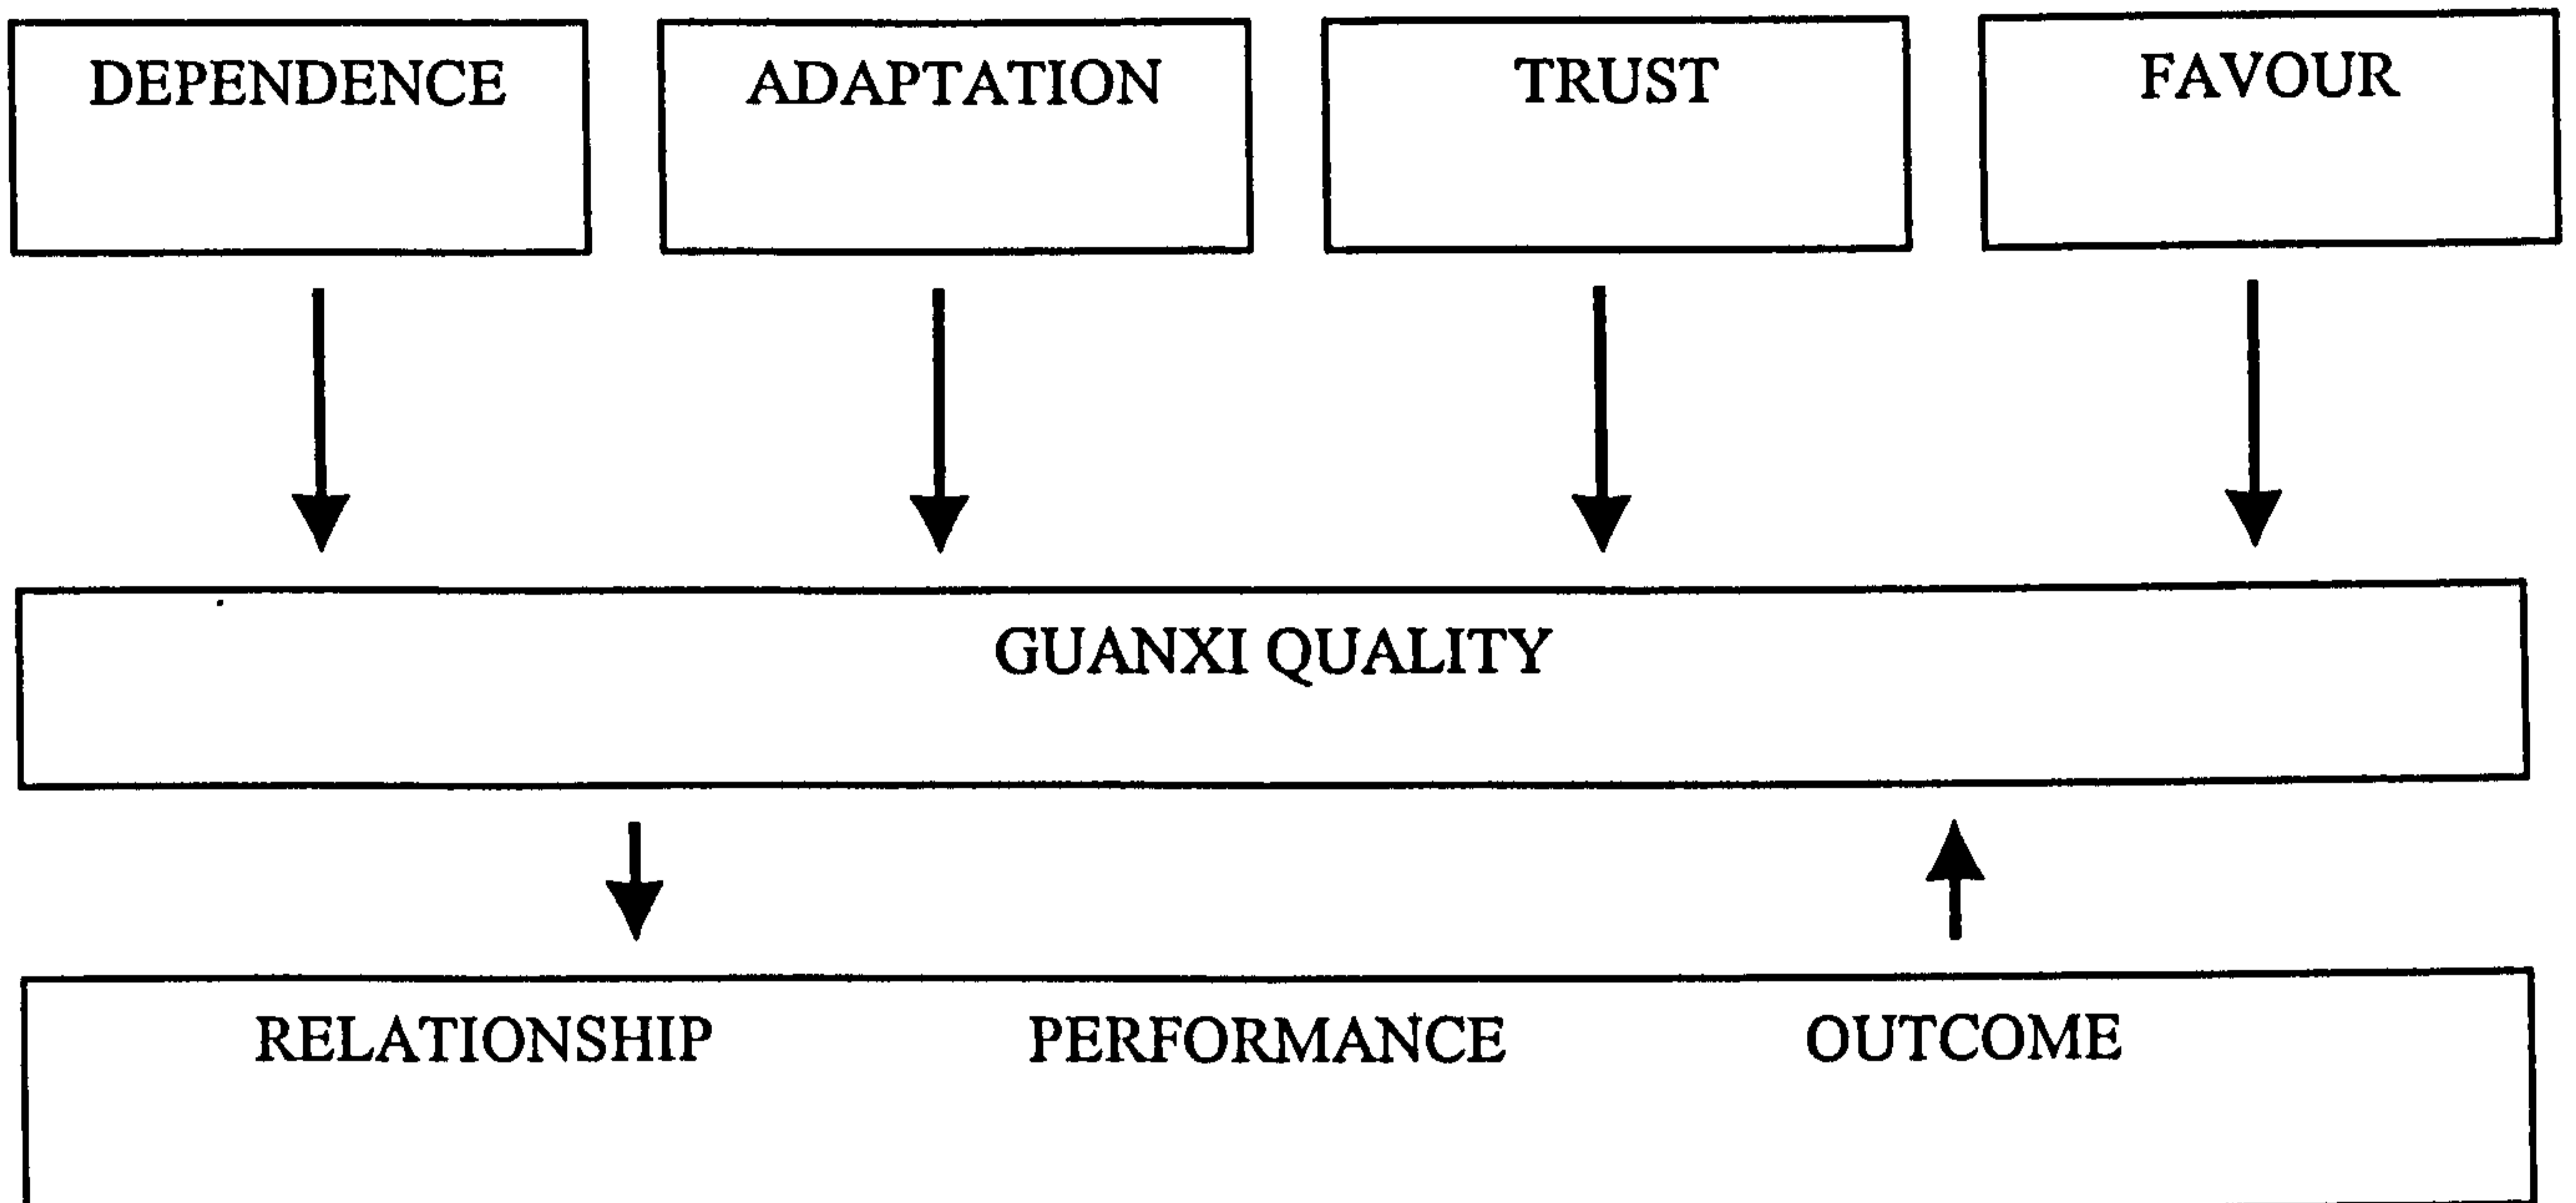 DEPENDENCE ADAPTATION TRUST FAVOUR
GUANXI QUALITY
RELATIONSHIP PERFORMANCE OUTCOME